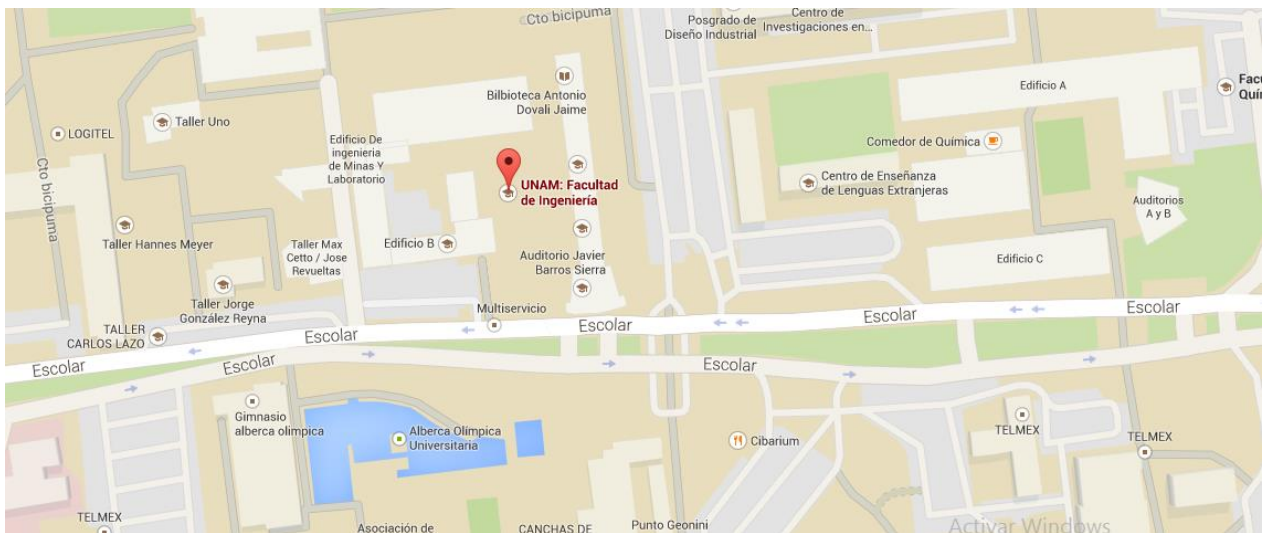 Cto bicipuma
Posgrado de
Diseño Industrial
Centro de
Investigaciones en...
Bilbioteca Antonio
Dovali Jaime
Edificio A
Facu
Quír
Taller Uno
LOGITEL
Edificio De
ingenieria
de Minas Y
Laboratorio
Comedor de Química
Cto bicipuma
UNAM: Facultad
de Ingeniería
Centro de Enseñanza
de Lenguas Extranjeras
Auditorios
A y B
Taller Hannes Meyer
Taller Max
Cetto / Jose
Revueltas
Edificio B
Auditorio Javier
Barros Sierra
Edificio C
Taller Jorge
González Reyna
Multiservicio
TALLER
CARLOS LAZO
Escolar
Escolar
Escolar
Escolar
Escolar
Escolar
Escolar
Escolar
Gimnasio
alberca olimpica
Alberca Olímpica
Universitaria
Cibarium
TELMEX
TELMEX
TELMEX
Asociación de
CANCHAS DE
Punto Geonini
Activar Windows